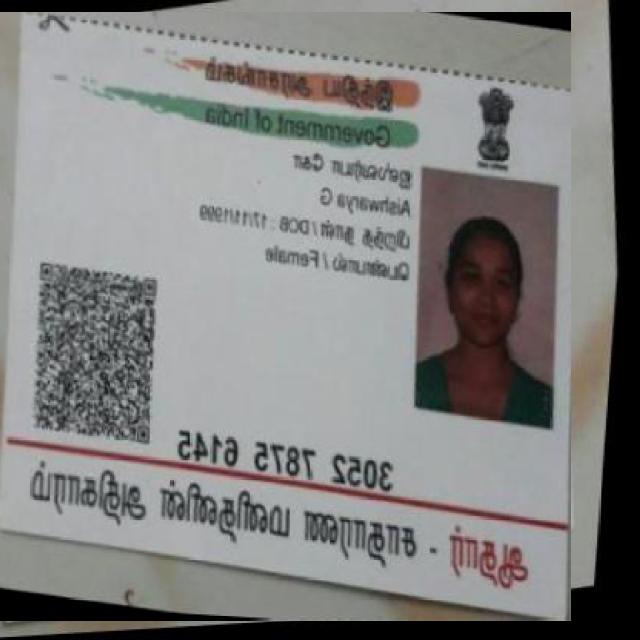 இந்திய அரசாங்கம்
Government of India
ஐஸ்வர்யா கோ
Aishwarya G
பிறந்த நாள் / DOB : 17/11/1999
பெண்பால் / Female
3052 7875 6145
ஆதார் - சாதாரண மனிதனின் அதிகாரம்